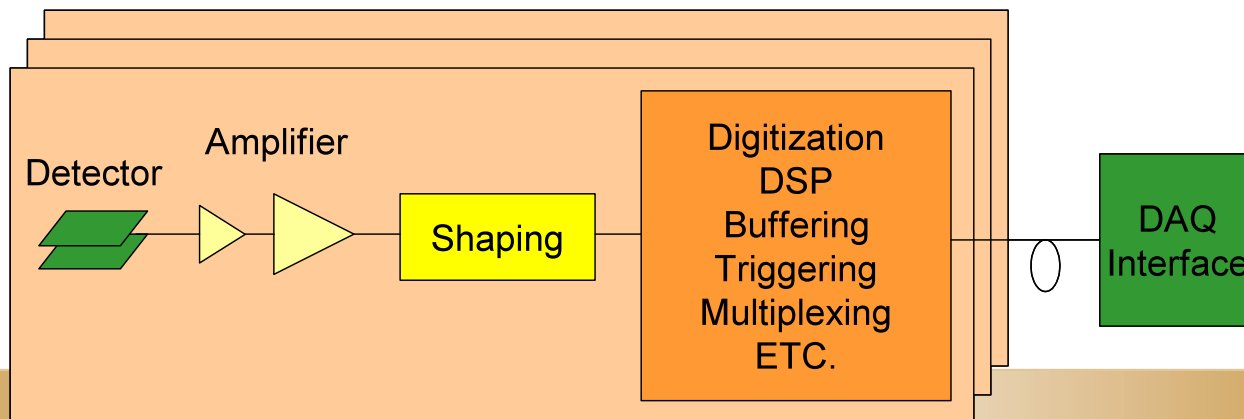 Detector
Amplifier
Shaping
Digitization
DSP
Buffering
Triggering
Multiplexing
ETC.
DAQ
Interface